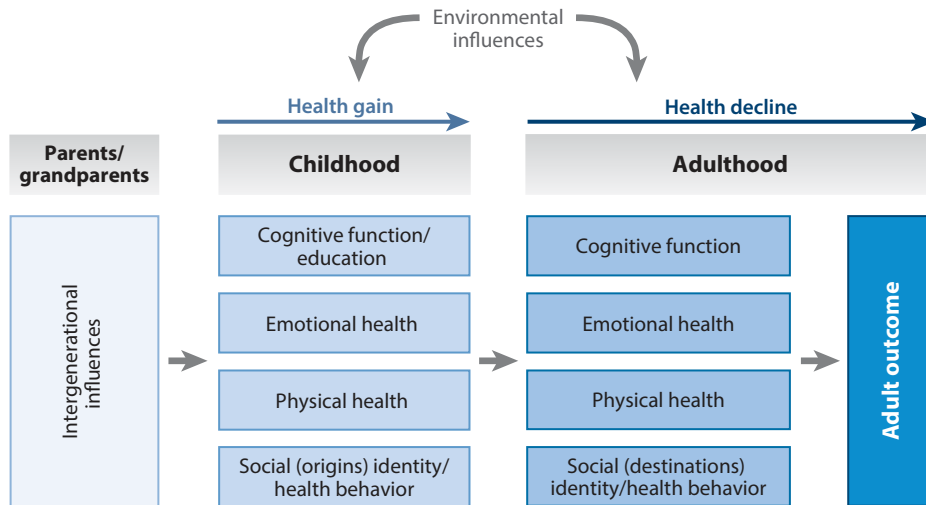 Environmental
influences
Health gain
Health decline
Parents/
grandparents
Childhood
Adulthood
Intergenerational
influences
Cognitive function/
education
Emotional health
Physical health
Social (origins) identity/
health behavior
Cognitive function
Emotional health
Physical health
Social (destinations)
identity/health behavior
Adult outcome